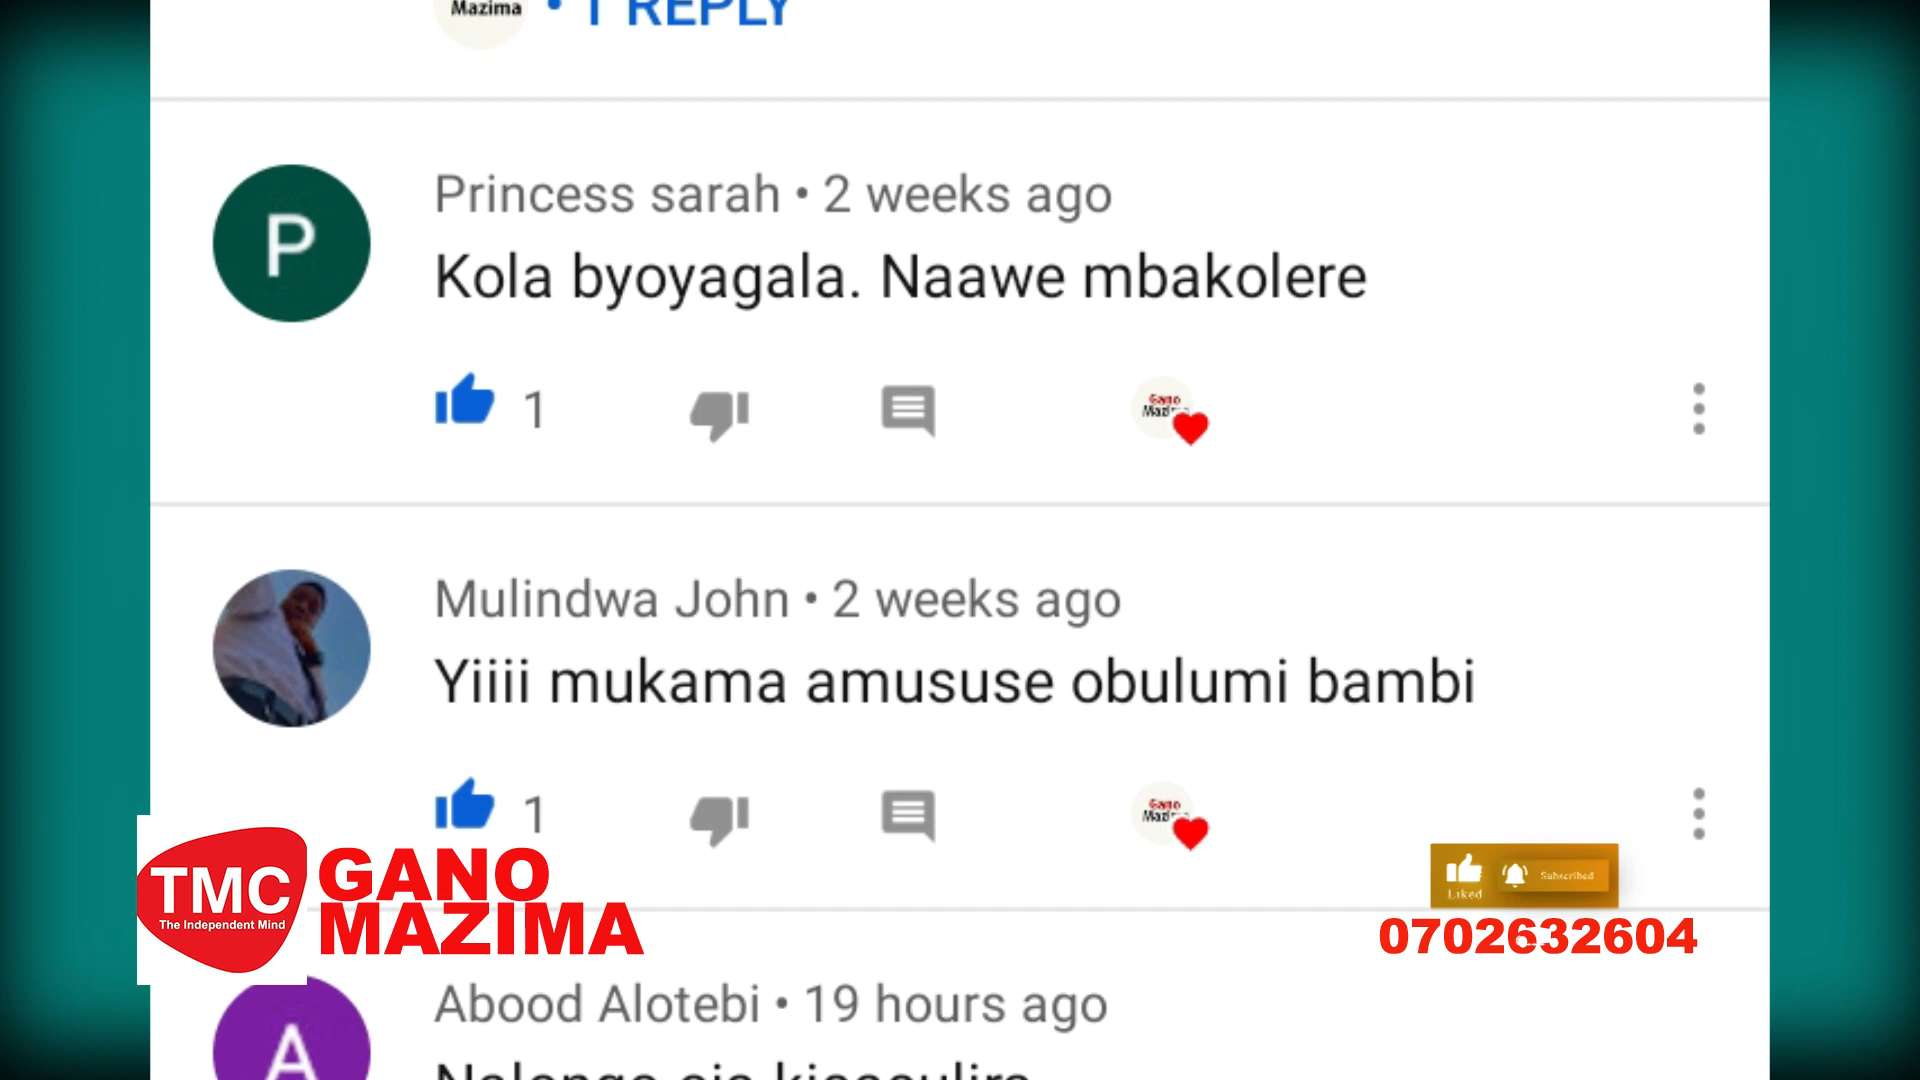 Mazima • 1 REPLY
P
Princess sarah • 2 weeks ago
Kola byoyagala. Naawe mbakolere
1
Gano
Mulindwa John • 2 weeks ago
Yiiii mukama amususe obulumi bambi
1
Gano
TMC
The Independent Mind
GANO
MAZIMA
Liked
Subscribed
0702632604
A
Abood Alotebi • 19 hours ago